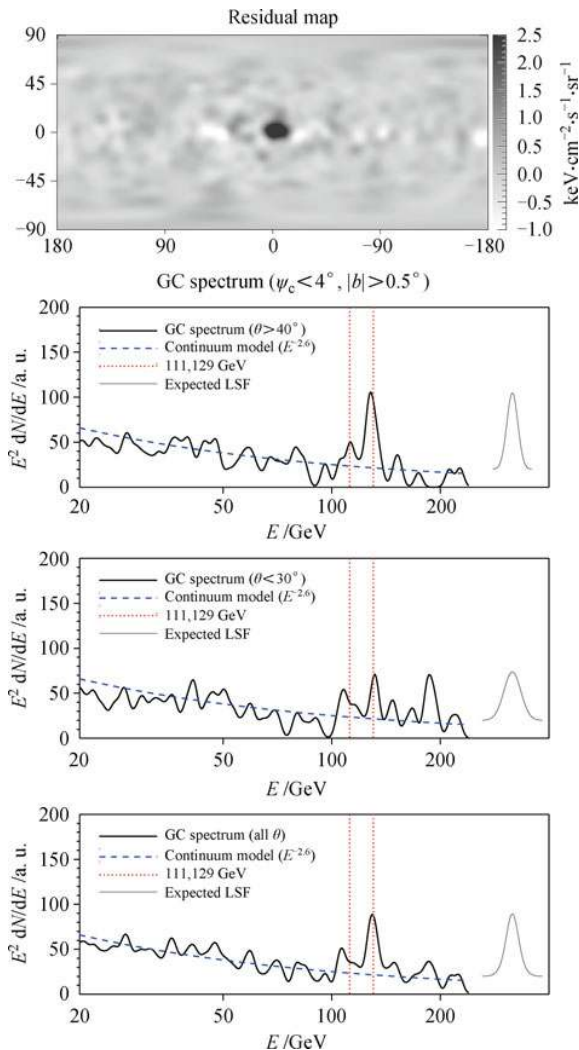 Residual map
90
45
0
−45
−90
180
90
0
−90
−180
2.5
2.0
1.5
1.0
0.5
0.0
−0.5
−1.0
keV·cm⁻²·s⁻¹·sr⁻¹
GC spectrum (ψc<4°, |b|>0.5°)
200
150
100
50
0
E² dN/dE /a. u.
GC spectrum (θ>40°)
Continuum model (E⁻²·⁶)
111,129 GeV
Expected LSF
20
50
100
200
E /GeV
200
150
100
50
0
E² dN/dE /a. u.
GC spectrum (θ<30°)
Continuum model (E⁻²·⁶)
111,129 GeV
Expected LSF
20
50
100
200
E/GeV
200
150
100
50
0
E² dN/dE /a. u.
GC spectrum (all θ)
Continuum model (E⁻²·⁶)
111,129 GeV
Expected LSF
20
50
100
200
E/GeV